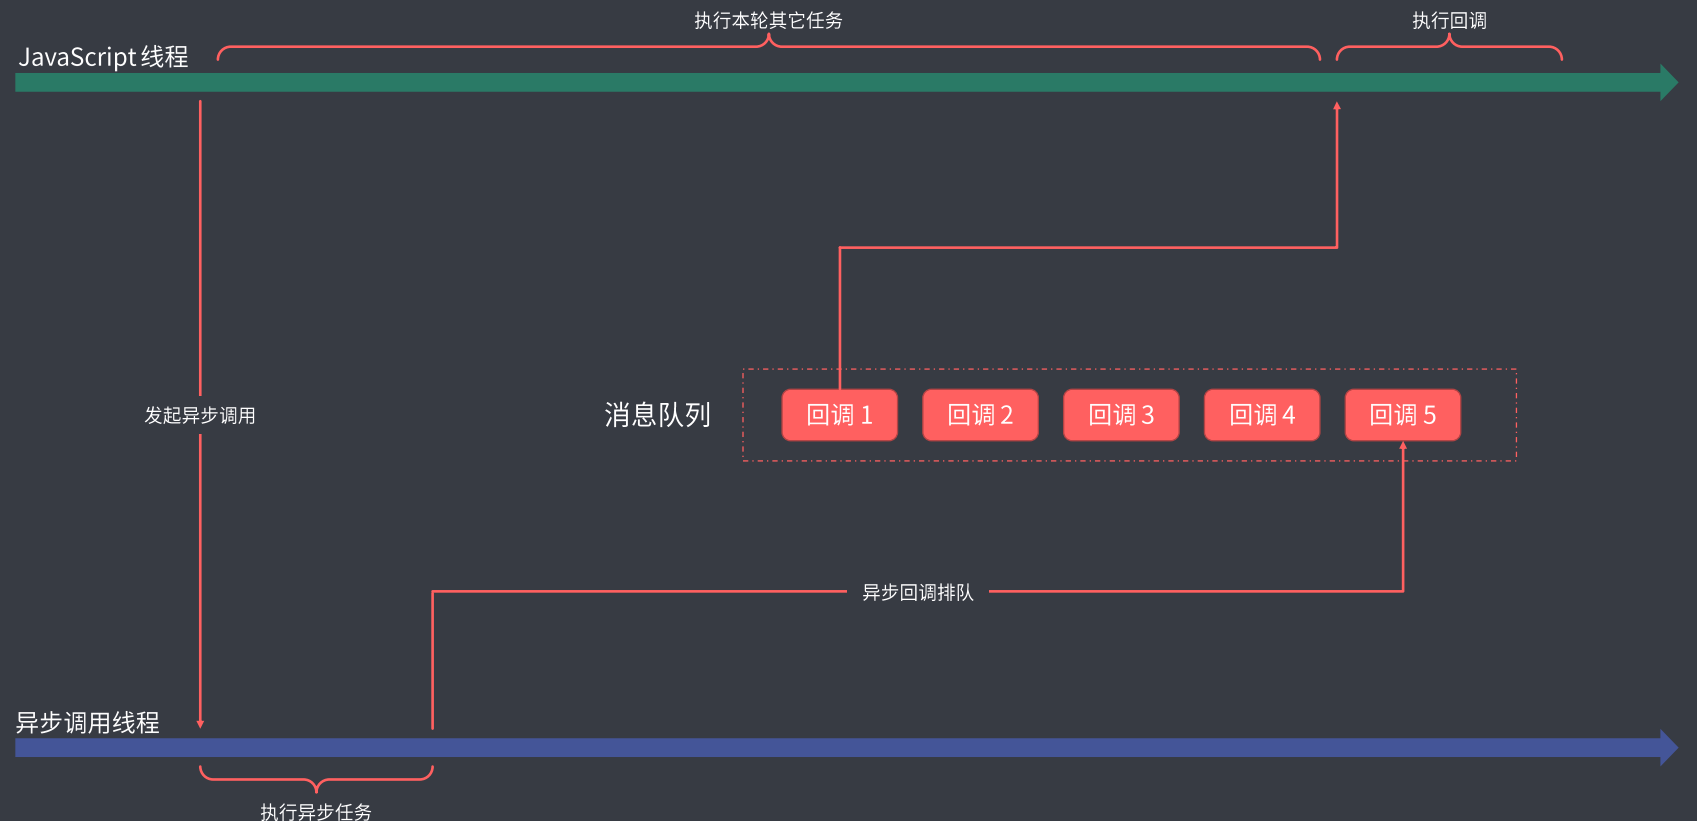 执行本轮其它任务
执行回调
JavaScript 线程
发起异步调用
消息队列
回调 1
回调 2
回调 3
回调 4
回调 5
异步回调排队
异步调用线程
执行异步任务